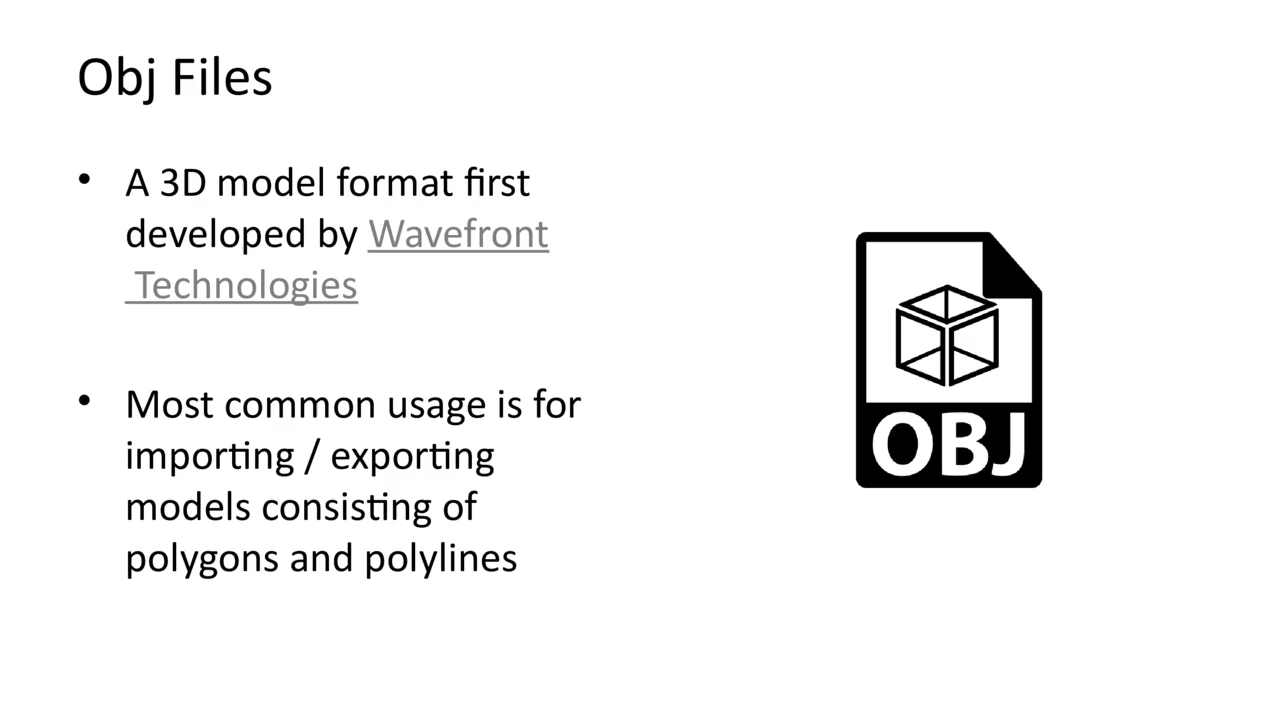 Obj Files
• A 3D model format first
developed by Wavefront
Technologies
• Most common usage is for
importing / exporting
models consisting of
polygons and polylines
OBJ